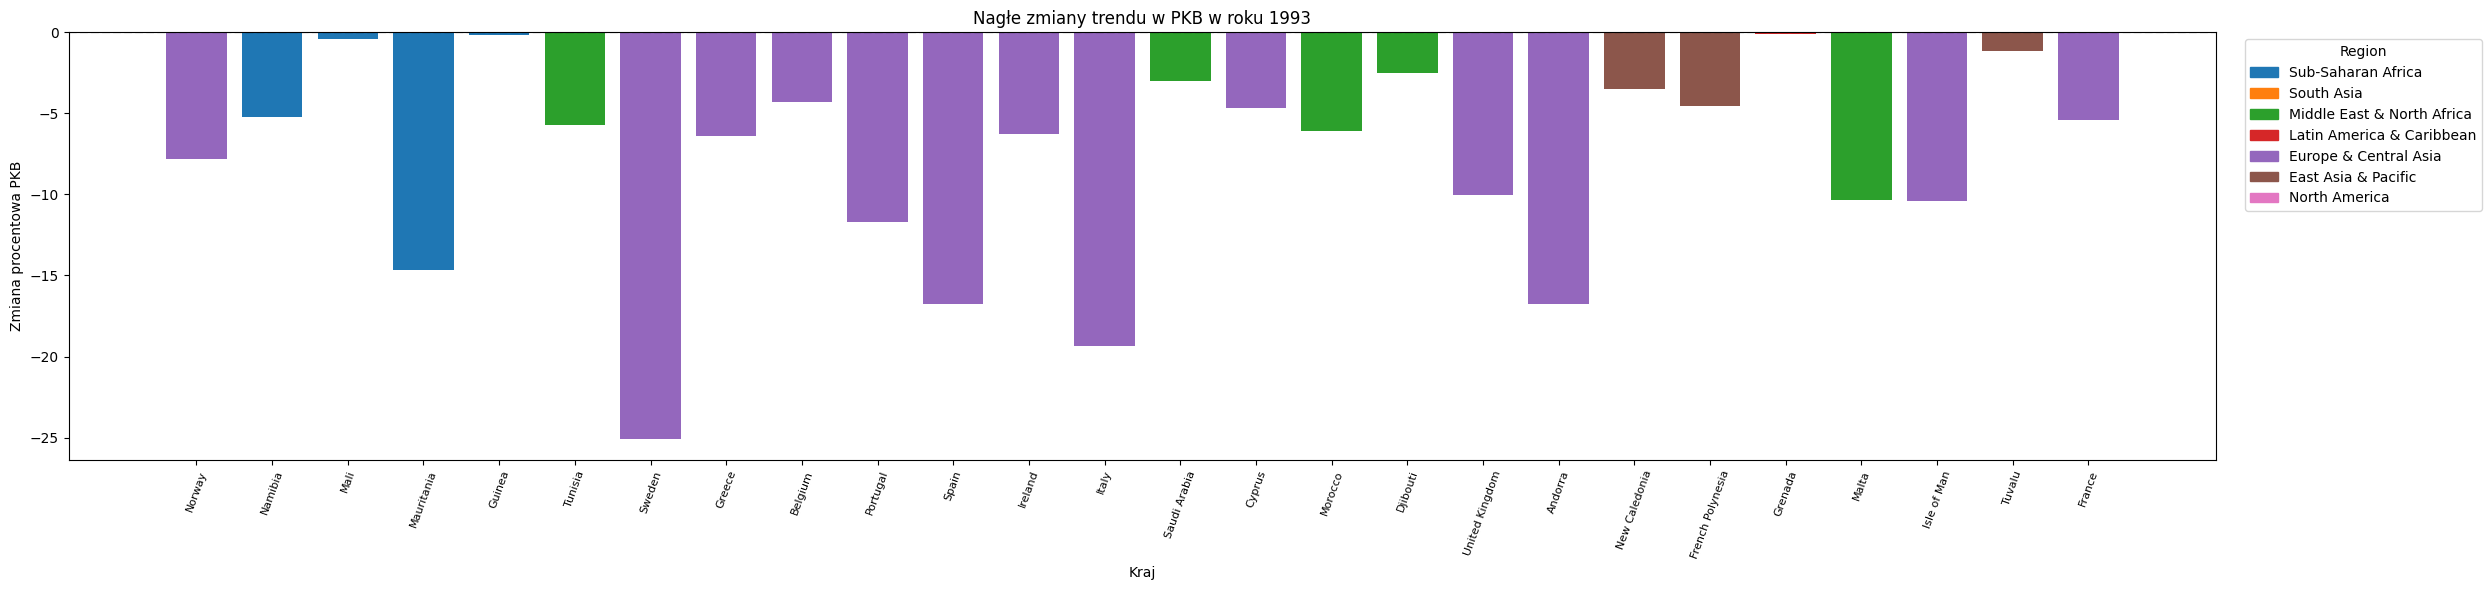 Nagłe zmiany trendu w PKB w roku 1993
Zmiana procentowa PKB
0
−5
−10
−15
−20
−25
Norway
Namibia
Mali
Mauritania
Guinea
Tunisia
Sweden
Greece
Belgium
Portugal
Spain
Ireland
Italy
Saudi Arabia
Cyprus
Morocco
Djibouti
United Kingdom
Andorra
New Caledonia
French Polynesia
Grenada
Malta
Isle of Man
Tuvalu
France
Kraj
Region
Sub-Saharan Africa
South Asia
Middle East & North Africa
Latin America & Caribbean
Europe & Central Asia
East Asia & Pacific
North America